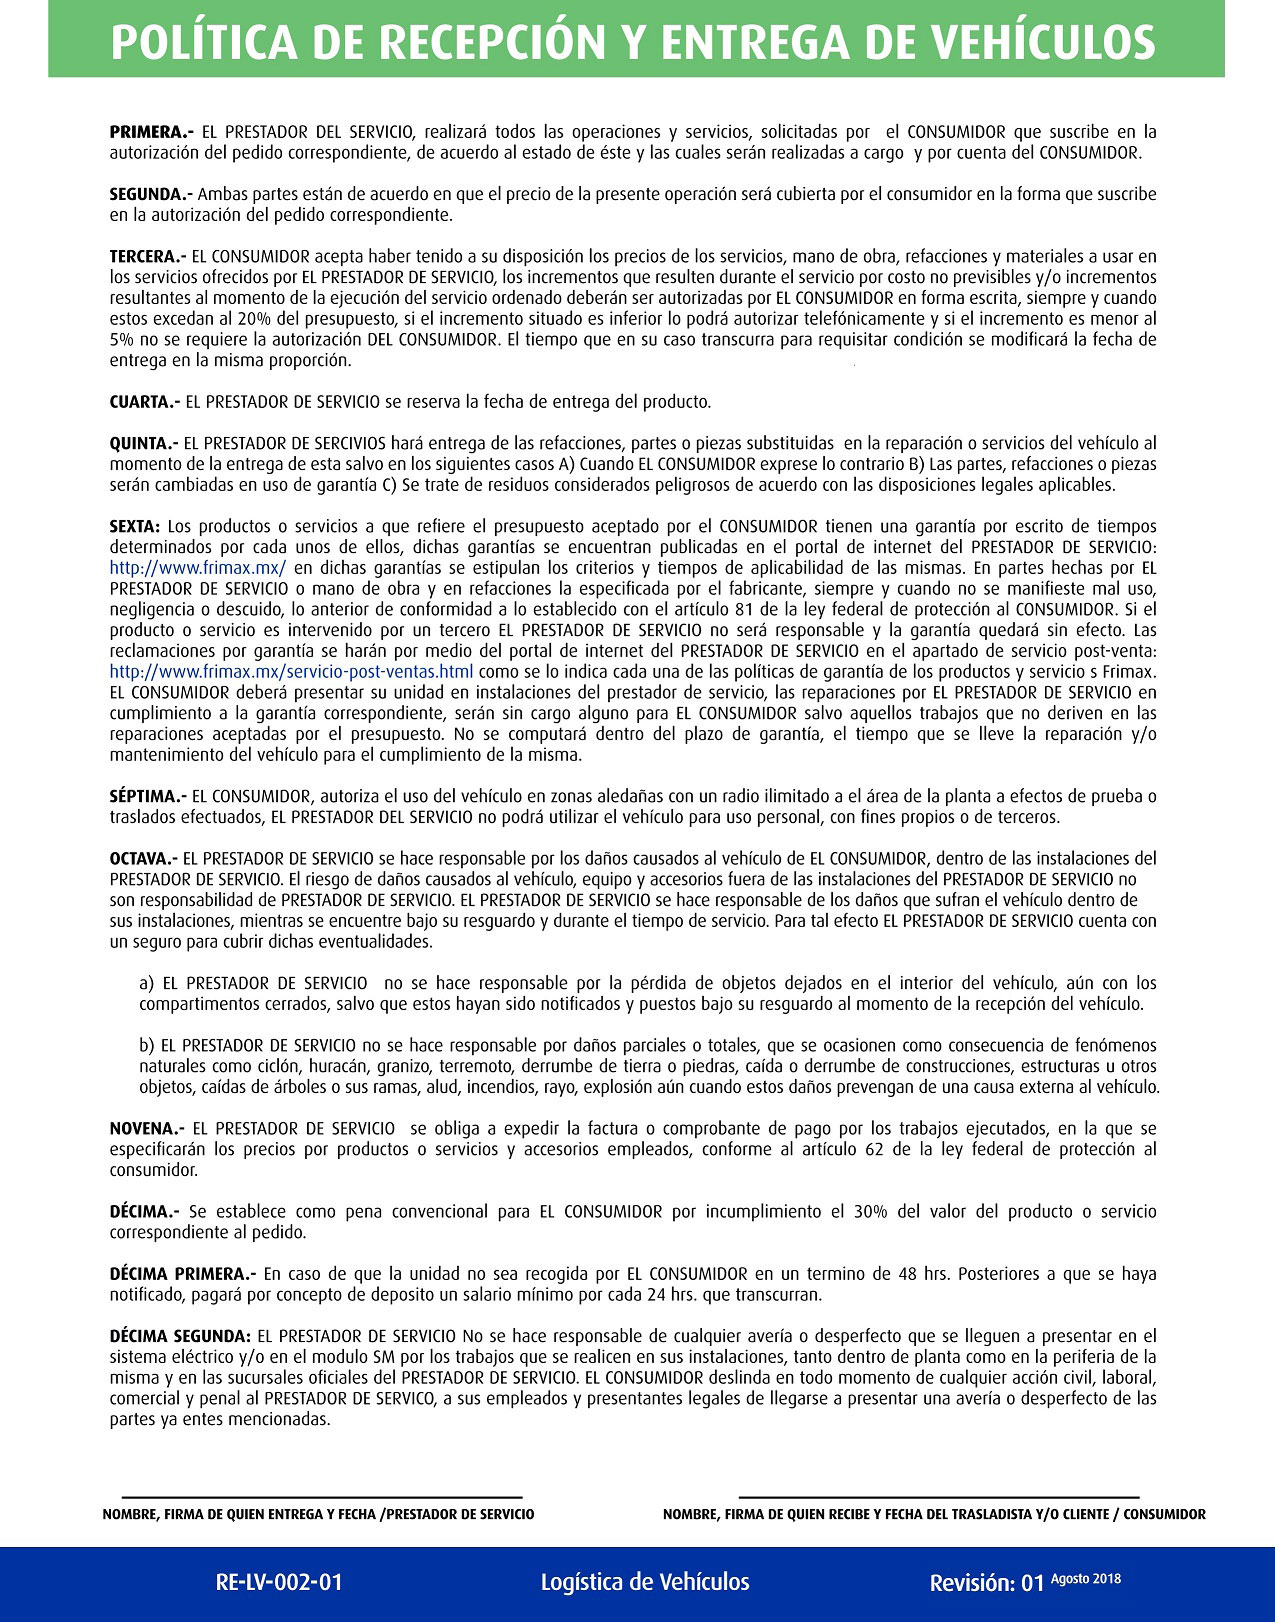 POLÍTICA DE RECEPCIÓN Y ENTREGA DE VEHÍCULOS
PRIMERA.- EL PRESTADOR DEL SERVICIO, realizará todos las operaciones y servicios, solicitadas por el CONSUMIDOR que suscribe en la
autorización del pedido correspondiente, de acuerdo al estado de éste y las cuales serán realizadas a cargo y por cuenta del CONSUMIDOR.
SEGUNDA.- Ambas partes están de acuerdo en que el precio de la presente operación será cubierta por el consumidor en la forma que suscribe
en la autorización del pedido correspondiente.
TERCERA.- EL CONSUMIDOR acepta haber tenido a su disposición los precios de los servicios, mano de obra, refacciones y materiales a usar en
los servicios ofrecidos por EL PRESTADOR DE SERVICIO, los incrementos que resulten durante el servicio por costo no previsibles y/o incrementos
resultantes al momento de la ejecución del servicio ordenado deberán ser autorizadas por EL CONSUMIDOR en forma escrita, siempre y cuando
estos excedan al 20% del presupuesto, si el incremento situado es inferior lo podrá autorizar telefónicamente y si el incremento es menor al
5% no se requiere la autorización DEL CONSUMIDOR. El tiempo que en su caso transcurra para requisitar condición se modificará la fecha de
entrega en la misma proporción.
CUARTA.- EL PRESTADOR DE SERVICIO se reserva la fecha de entrega del producto.
QUINTA.- EL PRESTADOR DE SERCIVIOS hará entrega de las refacciones, partes o piezas substituidas en la reparación o servicios del vehículo al
momento de la entrega de esta salvo en los siguientes casos A) Cuando EL CONSUMIDOR exprese lo contrario B) Las partes, refacciones o piezas
serán cambiadas en uso de garantía C) Se trate de residuos considerados peligrosos de acuerdo con las disposiciones legales aplicables.
SEXTA: Los productos o servicios a que refiere el presupuesto aceptado por el CONSUMIDOR tienen una garantía por escrito de tiempos
determinados por cada unos de ellos, dichas garantías se encuentran publicadas en el portal de internet del PRESTADOR DE SERVICIO:
http://www.frimax.mx/ en dichas garantías se estipulan los criterios y tiempos de aplicabilidad de las mismas. En partes hechas por EL
PRESTADOR DE SERVICIO o mano de obra y en refacciones la especificada por el fabricante, siempre y cuando no se manifieste mal uso,
negligencia o descuido, lo anterior de conformidad a lo establecido con el artículo 81 de la ley federal de protección al CONSUMIDOR. Si el
producto o servicio es intervenido por un tercero EL PRESTADOR DE SERVICIO no será responsable y la garantía quedará sin efecto. Las
reclamaciones por garantía se harán por medio del portal de internet del PRESTADOR DE SERVICIO en el apartado de servicio post-venta:
http://www.frimax.mx/servicio-post-ventas.html como se lo indica cada una de las políticas de garantía de los productos y servicio s Frimax.
EL CONSUMIDOR deberá presentar su unidad en instalaciones del prestador de servicio, las reparaciones por EL PRESTADOR DE SERVICIO en
cumplimiento a la garantía correspondiente, serán sin cargo alguno para EL CONSUMIDOR salvo aquellos trabajos que no deriven en las
reparaciones aceptadas por el presupuesto. No se computará dentro del plazo de garantía, el tiempo que se lleve la reparación y/o
mantenimiento del vehículo para el cumplimiento de la misma.
SÉPTIMA.- EL CONSUMIDOR, autoriza el uso del vehículo en zonas aledañas con un radio ilimitado a el área de la planta a efectos de prueba o
traslados efectuados, EL PRESTADOR DEL SERVICIO no podrá utilizar el vehículo para uso personal, con fines propios o de terceros.
OCTAVA.- EL PRESTADOR DE SERVICIO se hace responsable por los daños causados al vehículo de EL CONSUMIDOR, dentro de las instalaciones del
PRESTADOR DE SERVICIO. El riesgo de daños causados al vehículo, equipo y accesorios fuera de las instalaciones del PRESTADOR DE SERVICIO no
son responsabilidad de PRESTADOR DE SERVICIO. EL PRESTADOR DE SERVICIO se hace responsable de los daños que sufran el vehículo dentro de
sus instalaciones, mientras se encuentre bajo su resguardo y durante el tiempo de servicio. Para tal efecto EL PRESTADOR DE SERVICIO cuenta con
un seguro para cubrir dichas eventualidades.
a) EL PRESTADOR DE SERVICIO no se hace responsable por la pérdida de objetos dejados en el interior del vehículo, aún con los
compartimentos cerrados, salvo que estos hayan sido notificados y puestos bajo su resguardo al momento de la recepción del vehículo.
b) EL PRESTADOR DE SERVICIO no se hace responsable por daños parciales o totales, que se ocasionen como consecuencia de fenómenos
naturales como ciclón, huracán, granizo, terremoto, derrumbe de tierra o piedras, caída o derrumbe de construcciones, estructuras u otros
objetos, caídas de árboles o sus ramas, alud, incendios, rayo, explosión aún cuando estos daños prevengan de una causa externa al vehículo.
NOVENA.- EL PRESTADOR DE SERVICIO se obliga a expedir la factura o comprobante de pago por los trabajos ejecutados, en la que se
especificarán los precios por productos o servicios y accesorios empleados, conforme al artículo 62 de la ley federal de protección al
consumidor.
DÉCIMA.- Se establece como pena convencional para EL CONSUMIDOR por incumplimiento el 30% del valor del producto o servicio
correspondiente al pedido.
DÉCIMA PRIMERA.- En caso de que la unidad no sea recogida por EL CONSUMIDOR en un termino de 48 hrs. Posteriores a que se haya
notificado, pagará por concepto de deposito un salario mínimo por cada 24 hrs. que transcurran.
DÉCIMA SEGUNDA: EL PRESTADOR DE SERVICIO No se hace responsable de cualquier avería o desperfecto que se lleguen a presentar en el
sistema eléctrico y/o en el modulo SM por los trabajos que se realicen en sus instalaciones, tanto dentro de planta como en la periferia de la
misma y en las sucursales oficiales del PRESTADOR DE SERVICIO. EL CONSUMIDOR deslinda en todo momento de cualquier acción civil, laboral,
comercial y penal al PRESTADOR DE SERVICO, a sus empleados y presentantes legales de llegarse a presentar una avería o desperfecto de las
partes ya entes mencionadas.
NOMBRE, FIRMA DE QUIEN ENTREGA Y FECHA /PRESTADOR DE SERVICIO
NOMBRE, FIRMA DE QUIEN RECIBE Y FECHA DEL TRASLADISTA Y/O CLIENTE / CONSUMIDOR
RE-LV-002-01
Logística de Vehículos
Revisión: 01 Agosto 2018